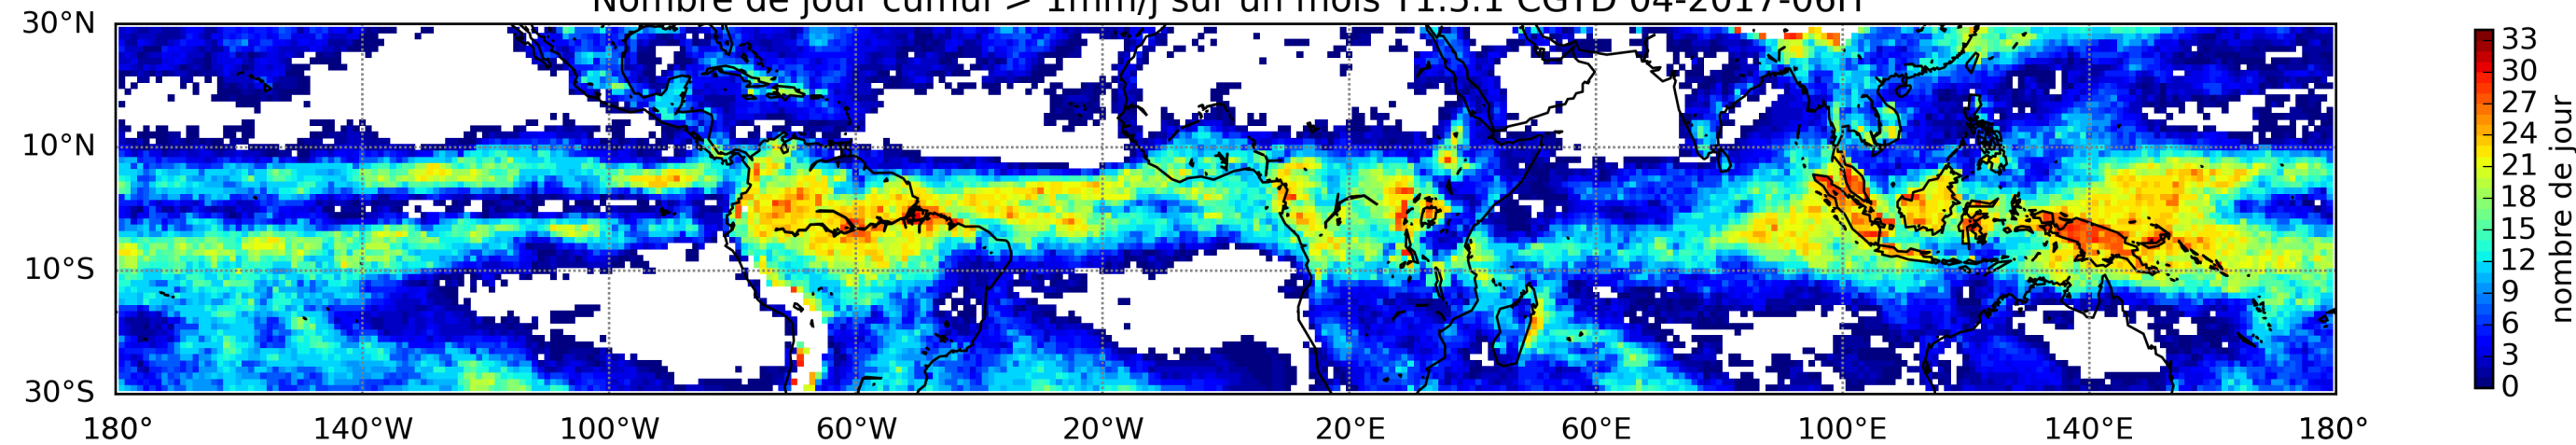 Nombre de jour cumul > 1mm/j sur un mois T1.5.1 CGTD 04-2017-06H
30°N
10°N
10°S
30°S
180° 140°W 100°W 60°W 20°W 20°E 60°E 100°E 140°E 180°
33
30
27
24
21
18
15
12
9
6
3
0
nombre de jour